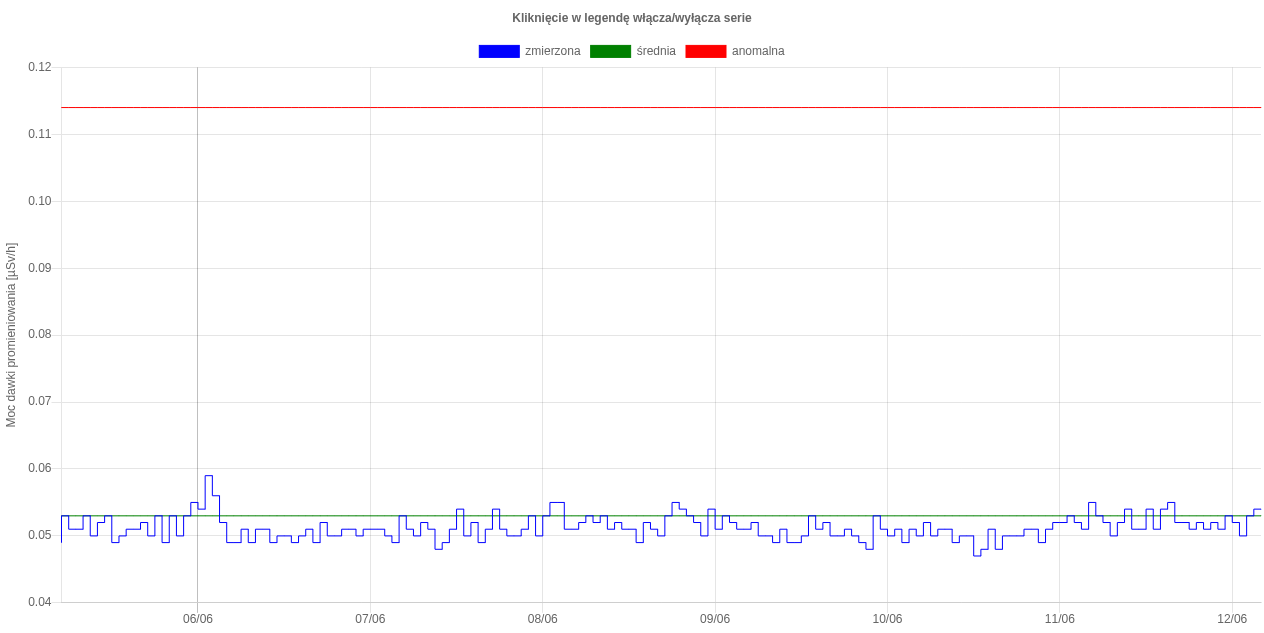 Kliknięcie w legendę włącza/wyłącza serie
zmierzona średnia anomalna
Moc dawki promieniowania [µSv/h]
0.12
0.11
0.10
0.09
0.08
0.07
0.06
0.05
0.04
06/06 07/06 08/06 09/06 10/06 11/06 12/06